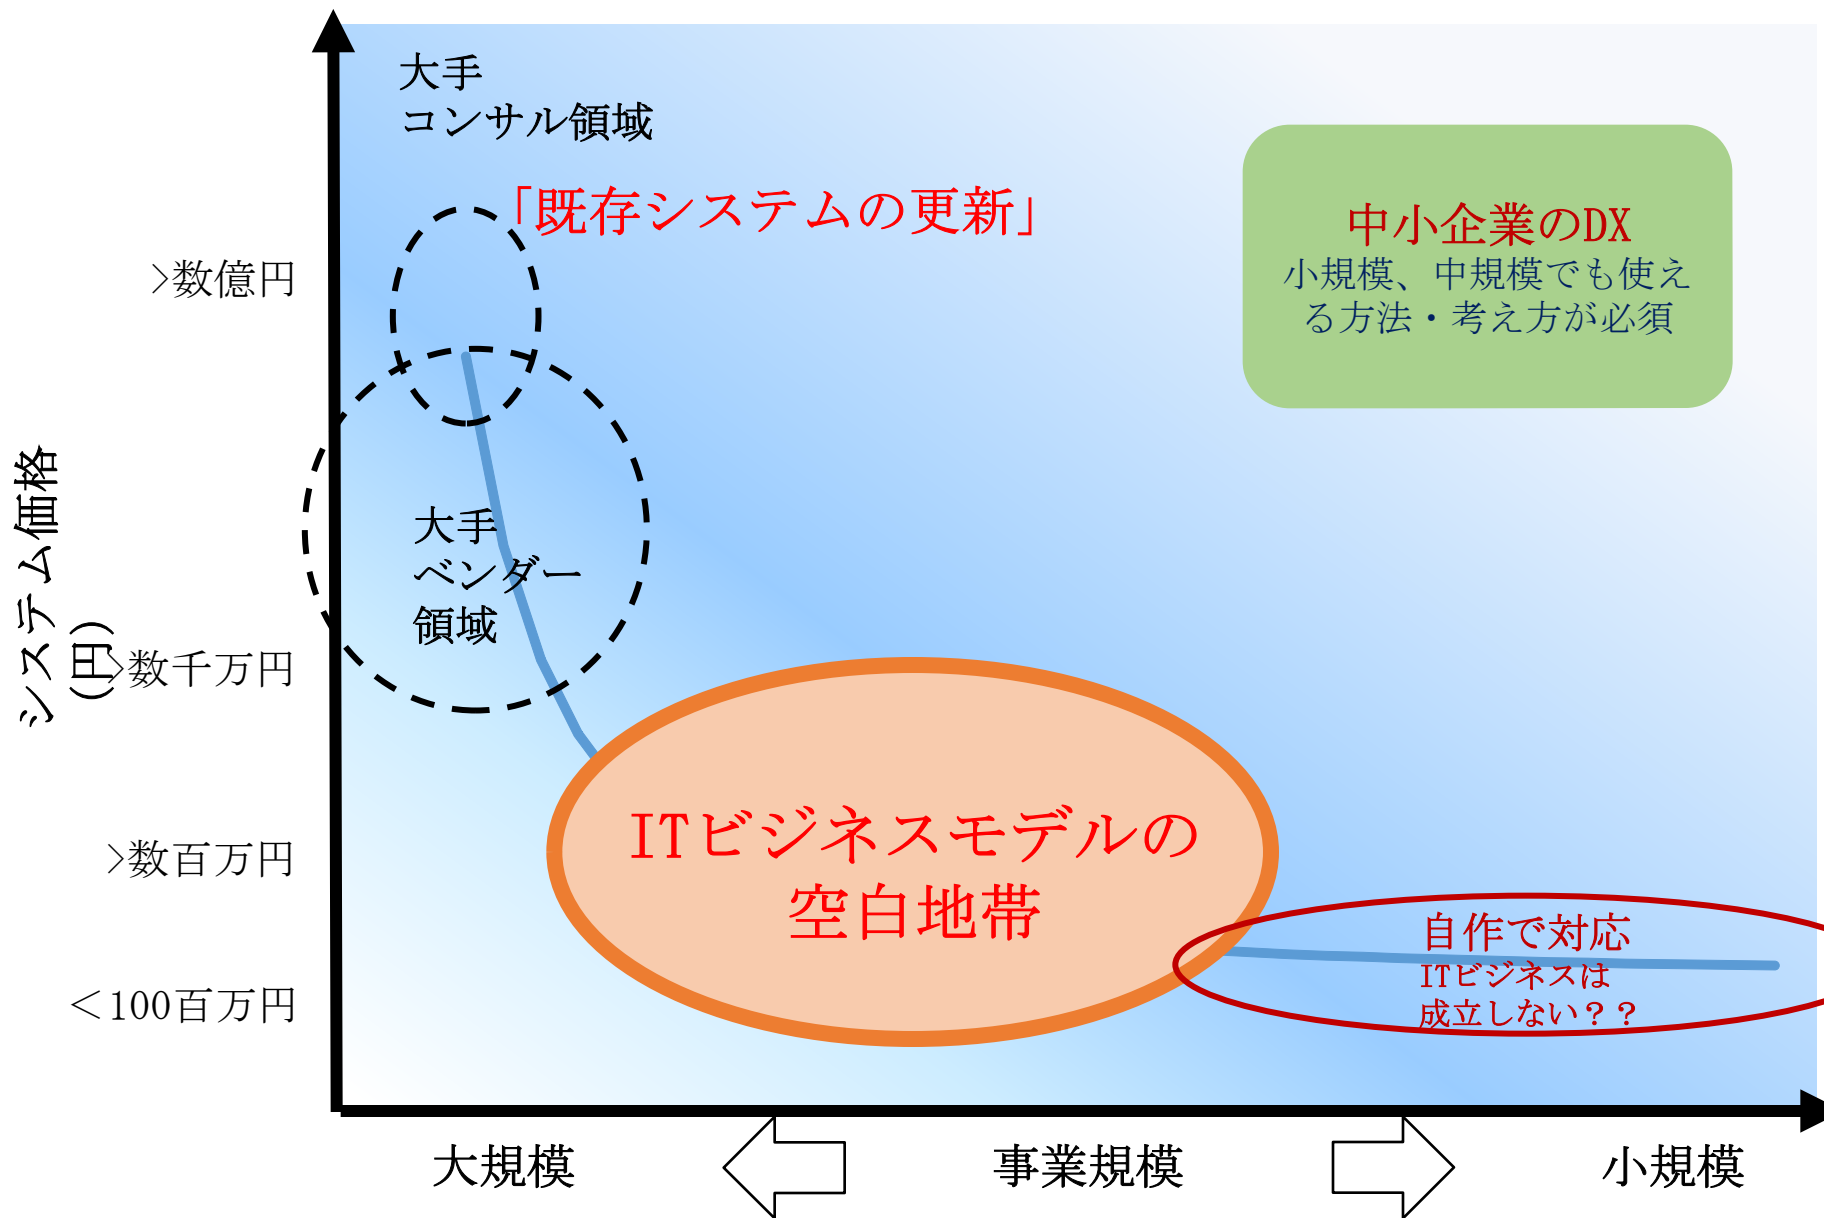 大手
コンサル領域
「既存システムの更新」
中小企業のDX
小規模、中規模でも使え
る方法・考え方が必須
>数億円
システム価格
(円)
大手
ベンダー
領域
>数千万円
ITビジネスモデルの
空白地帯
>数百万円
自作で対応
ITビジネスは
成立しない？？
＜100百万円
大規模
事業規模
小規模